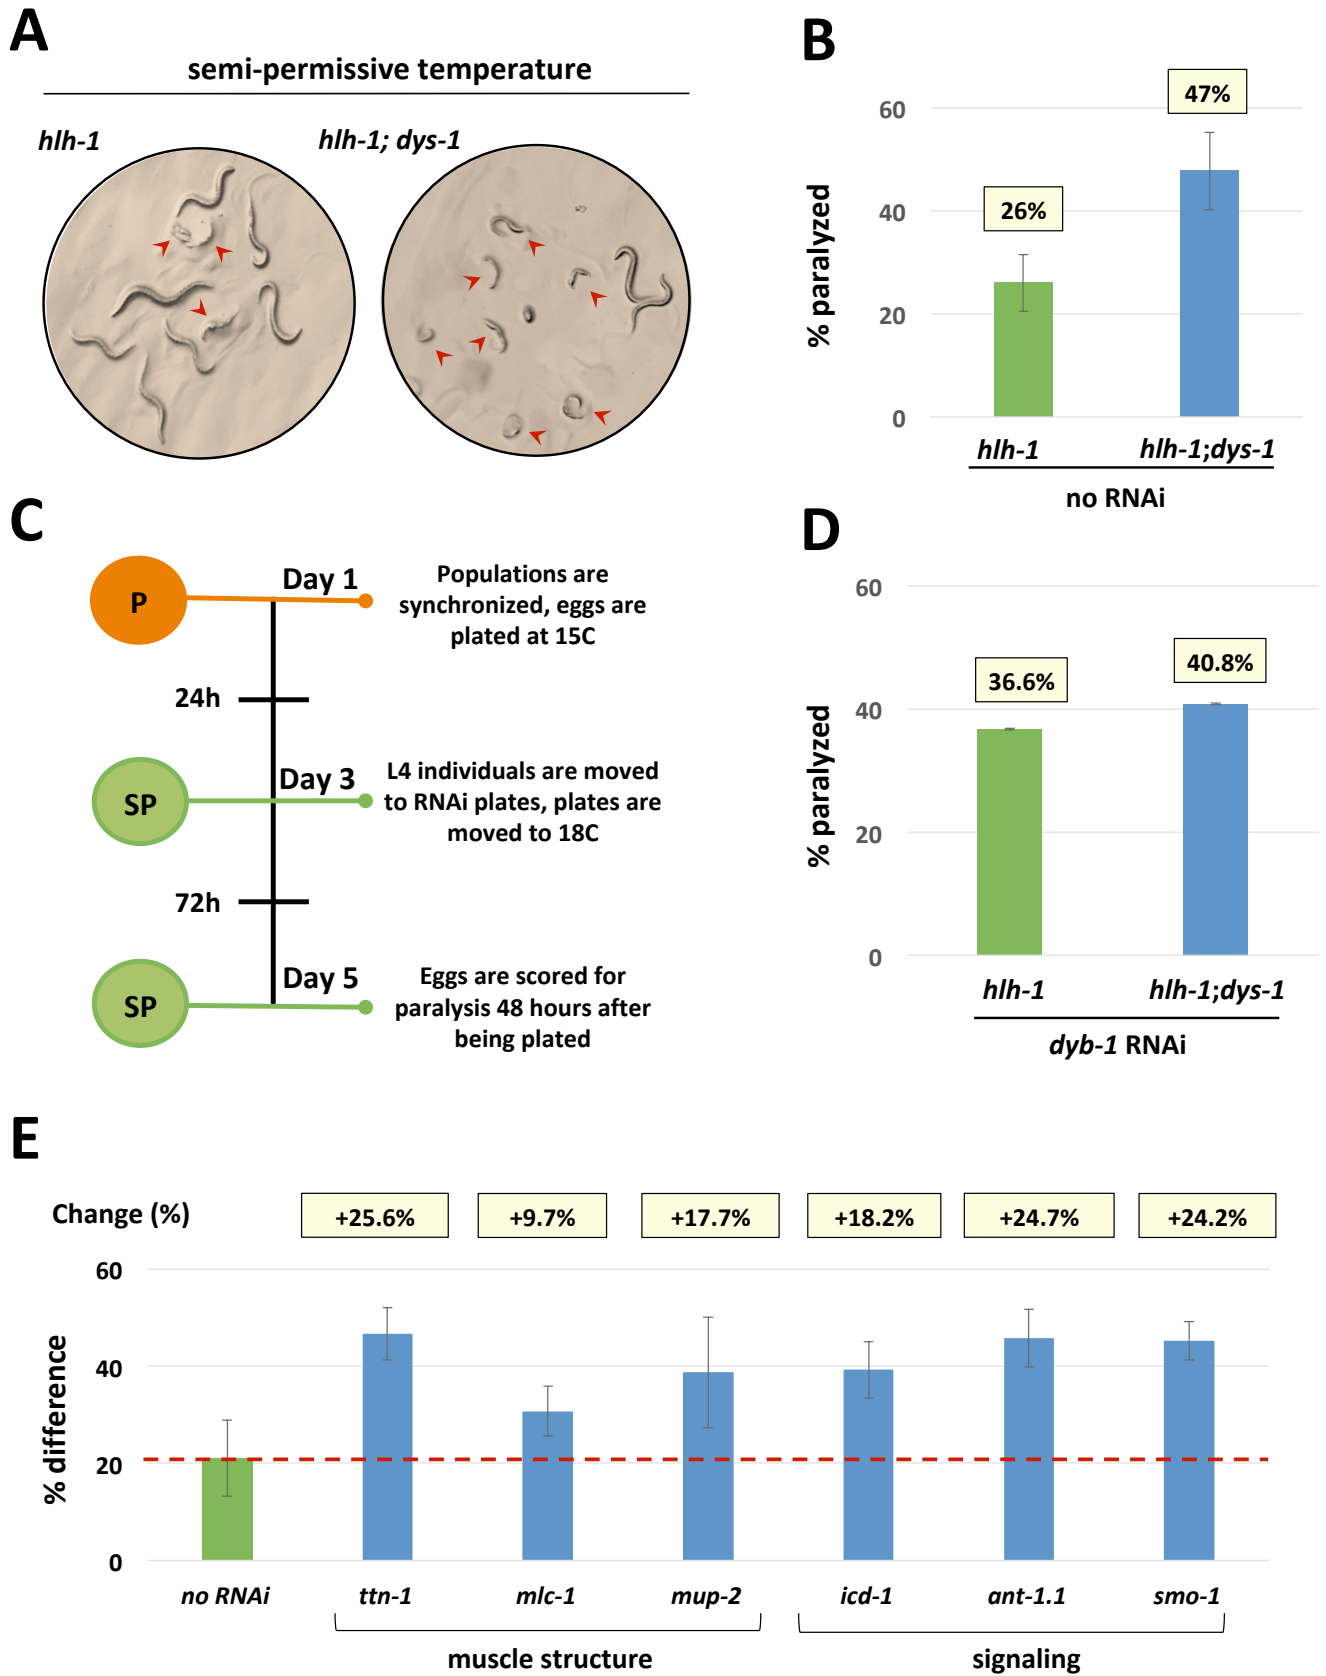 A
semi-permissive temperature
hlh-1
hlh-1; dys-1
B
% paralyzed
60
40
20
0
26%
47%
hlh-1
hlh-1;dys-1
no RNAi
C
P
Day 1
Populations are
synchronized, eggs are
plated at 15C
24h
SP
Day 3
L4 individuals are moved
to RNAi plates, plates are
moved to 18C
72h
SP
Day 5
Eggs are scored for
paralysis 48 hours after
being plated
D
% paralyzed
60
40
20
0
36.6%
40.8%
hlh-1
hlh-1;dys-1
dyb-1 RNAi
E
Change (%)
+25.6%
+9.7%
+17.7%
+18.2%
+24.7%
+24.2%
% difference
60
40
20
0
no RNAi
ttn-1
mlc-1
mup-2
icd-1
ant-1.1
smo-1
muscle structure
signaling